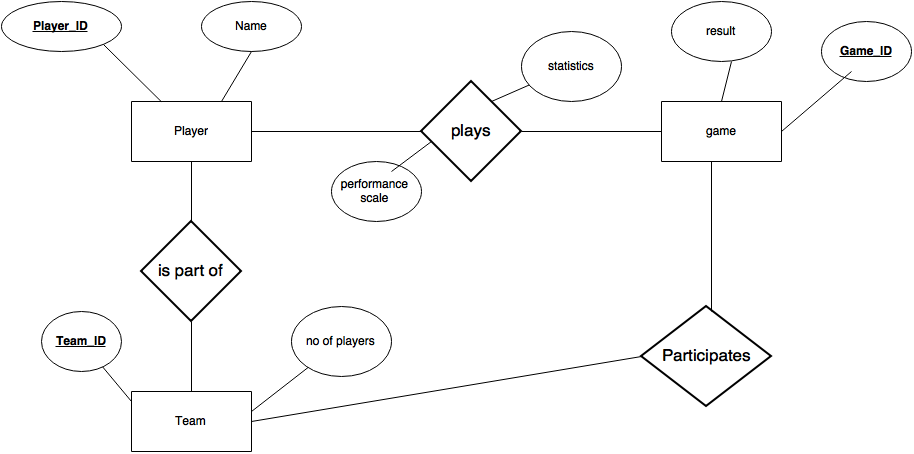 Player_ID
Name
result
Game_ID
statistics
Player
plays
game
performance
scale
is part of
Team_ID
no of players
Participates
Team